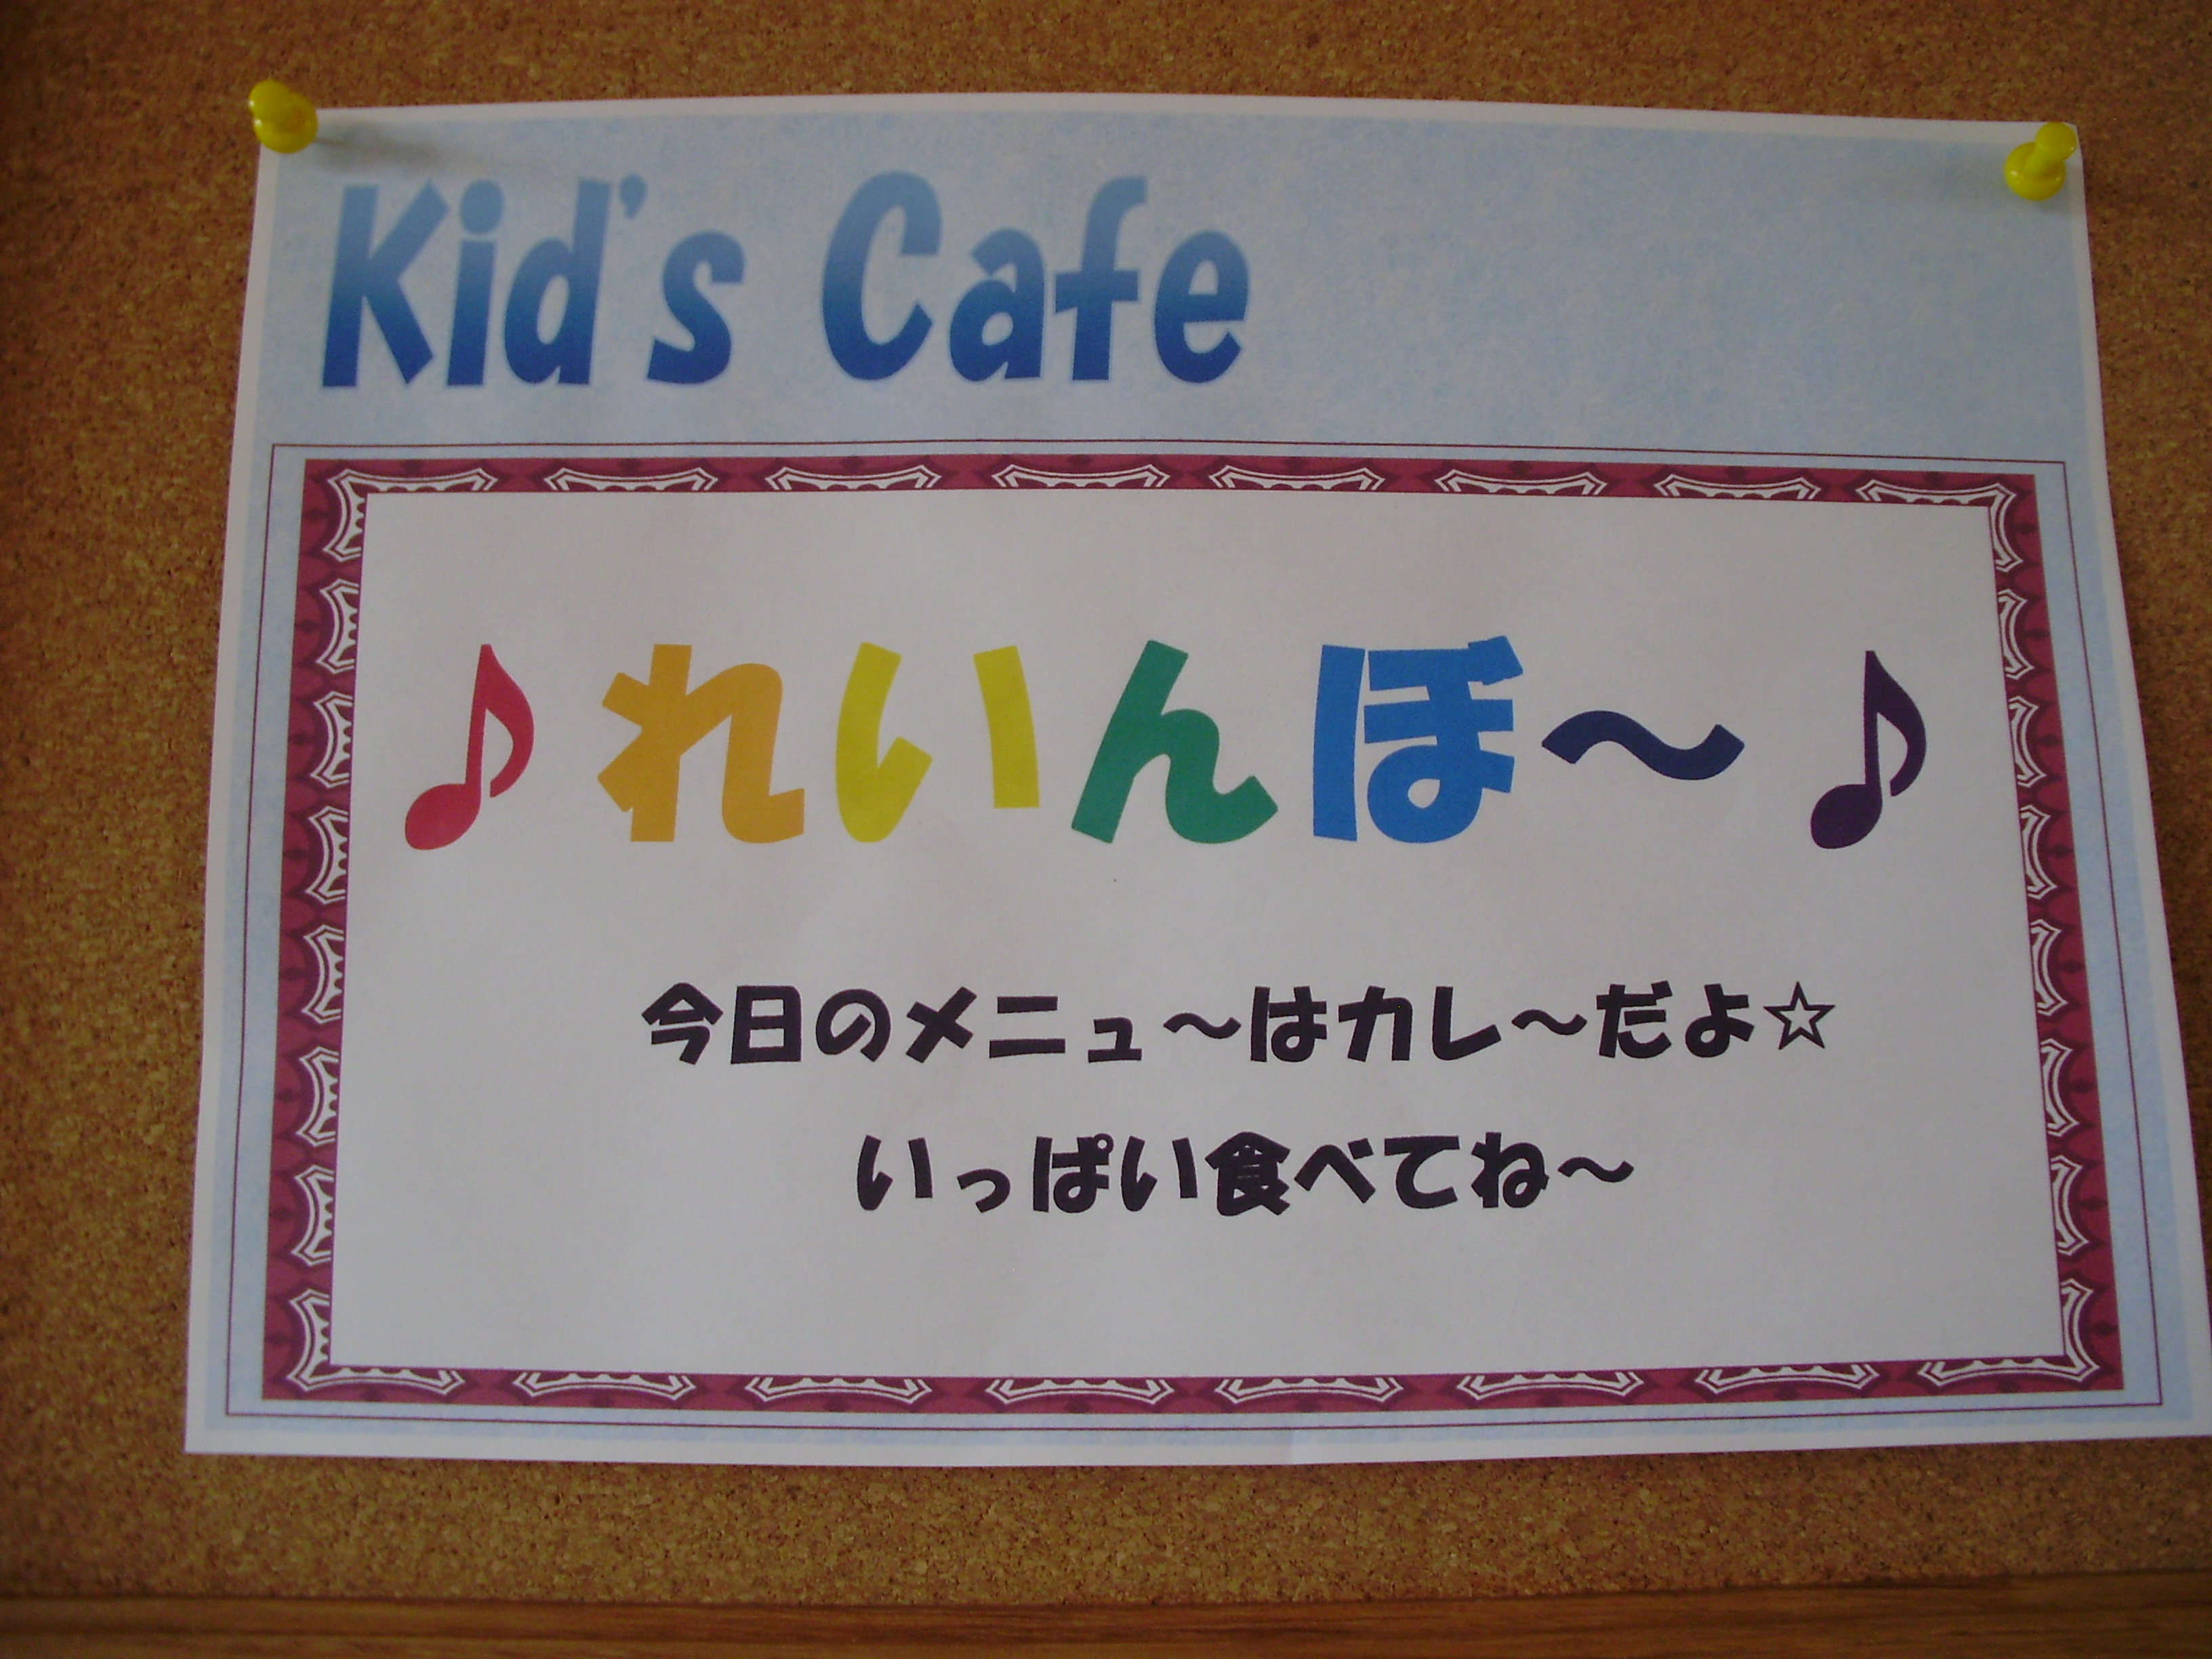 Kid's Cafe
♪れいんぼ～♪
今日のメニュ～はカレ～だよ☆
いっぱい食べてね～